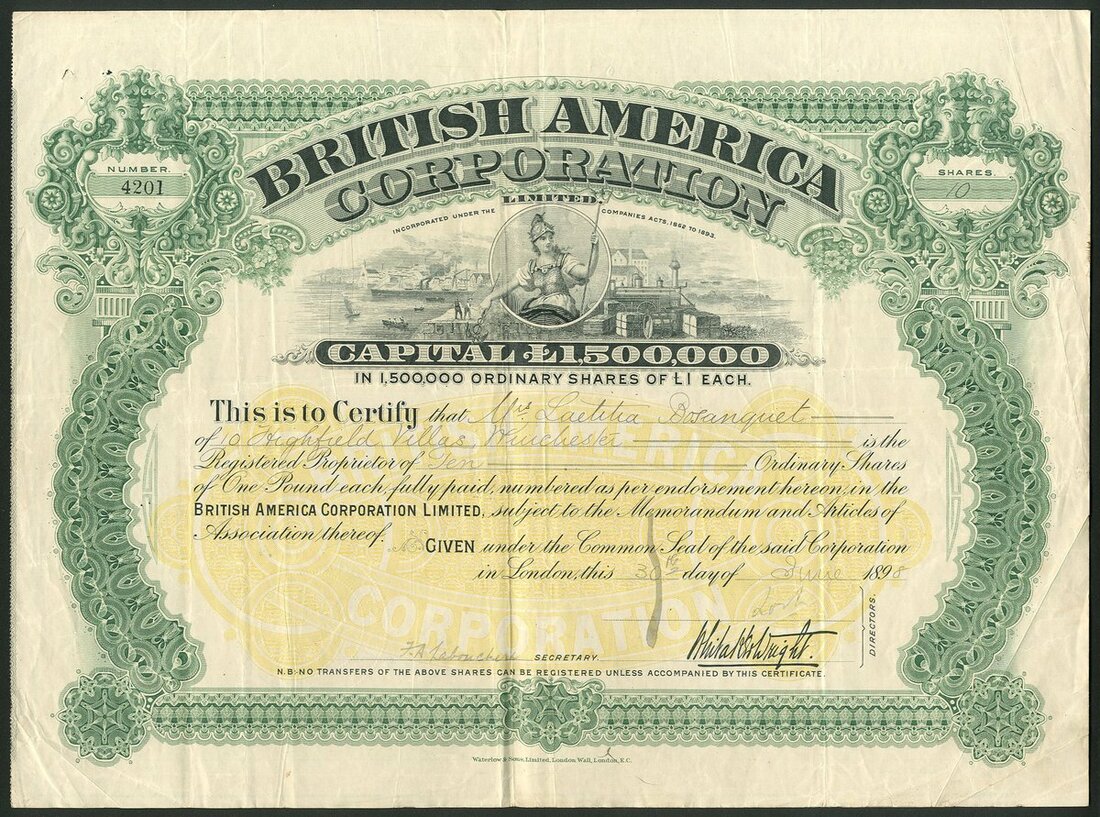 BRITISH AMERICA
CORPORATION
LIMITED.
NUMBER.
4201
SHARES.
10
INCORPORATED UNDER THE COMPANIES ACTS, 1862 TO 1893.
CAPITAL £1,500,000
IN 1,500,000 ORDINARY SHARES OF £1 EACH.
This is to Certify that Mrs Laetitia Bosanquet
of 10 Highfield Villas Winchester is the
Registered Proprietor of Ten Ordinary Shares
of One Pound each, fully paid, numbered as per endorsement hereon, in the
BRITISH AMERICA CORPORATION LIMITED, subject to the Memorandum and Articles of
Association thereof.
GIVEN under the Common Seal of the said Corporation
in London, this 30th day of June 1898
DIRECTORS.
Whitaker Wright.
F.A. Labouchere SECRETARY.
N.B:-NO TRANSFERS OF THE ABOVE SHARES CAN BE REGISTERED UNLESS ACCOMPANIED BY THIS CERTIFICATE.
Waterlow & Sons, Limited, London Wall, London, E.C.
BRITISH AMERICA
CORPORATION